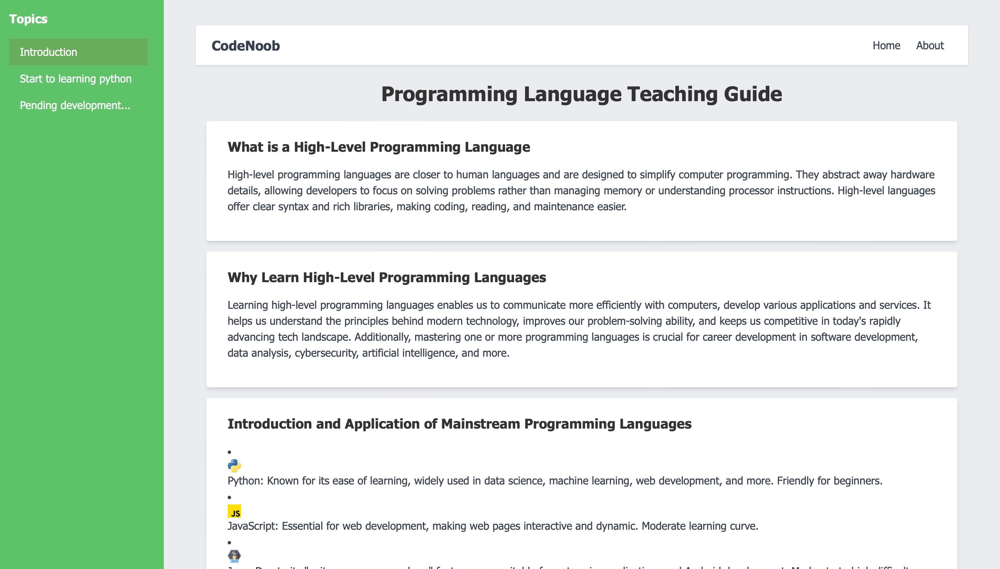 Topics
Introduction
Start to learning python
Pending development...
CodeNoob
Home
About
Programming Language Teaching Guide
What is a High-Level Programming Language
High-level programming languages are closer to human languages and are designed to simplify computer programming. They abstract away hardware
details, allowing developers to focus on solving problems rather than managing memory or understanding processor instructions. High-level languages
offer clear syntax and rich libraries, making coding, reading, and maintenance easier.
Why Learn High-Level Programming Languages
Learning high-level programming languages enables us to communicate more efficiently with computers, develop various applications and services. It
helps us understand the principles behind modern technology, improves our problem-solving ability, and keeps us competitive in today's rapidly
advancing tech landscape. Additionally, mastering one or more programming languages is crucial for career development in software development,
data analysis, cybersecurity, artificial intelligence, and more.
Introduction and Application of Mainstream Programming Languages
Python: Known for its ease of learning, widely used in data science, machine learning, web development, and more. Friendly for beginners.
JS
JavaScript: Essential for web development, making web pages interactive and dynamic. Moderate learning curve.
JAVA